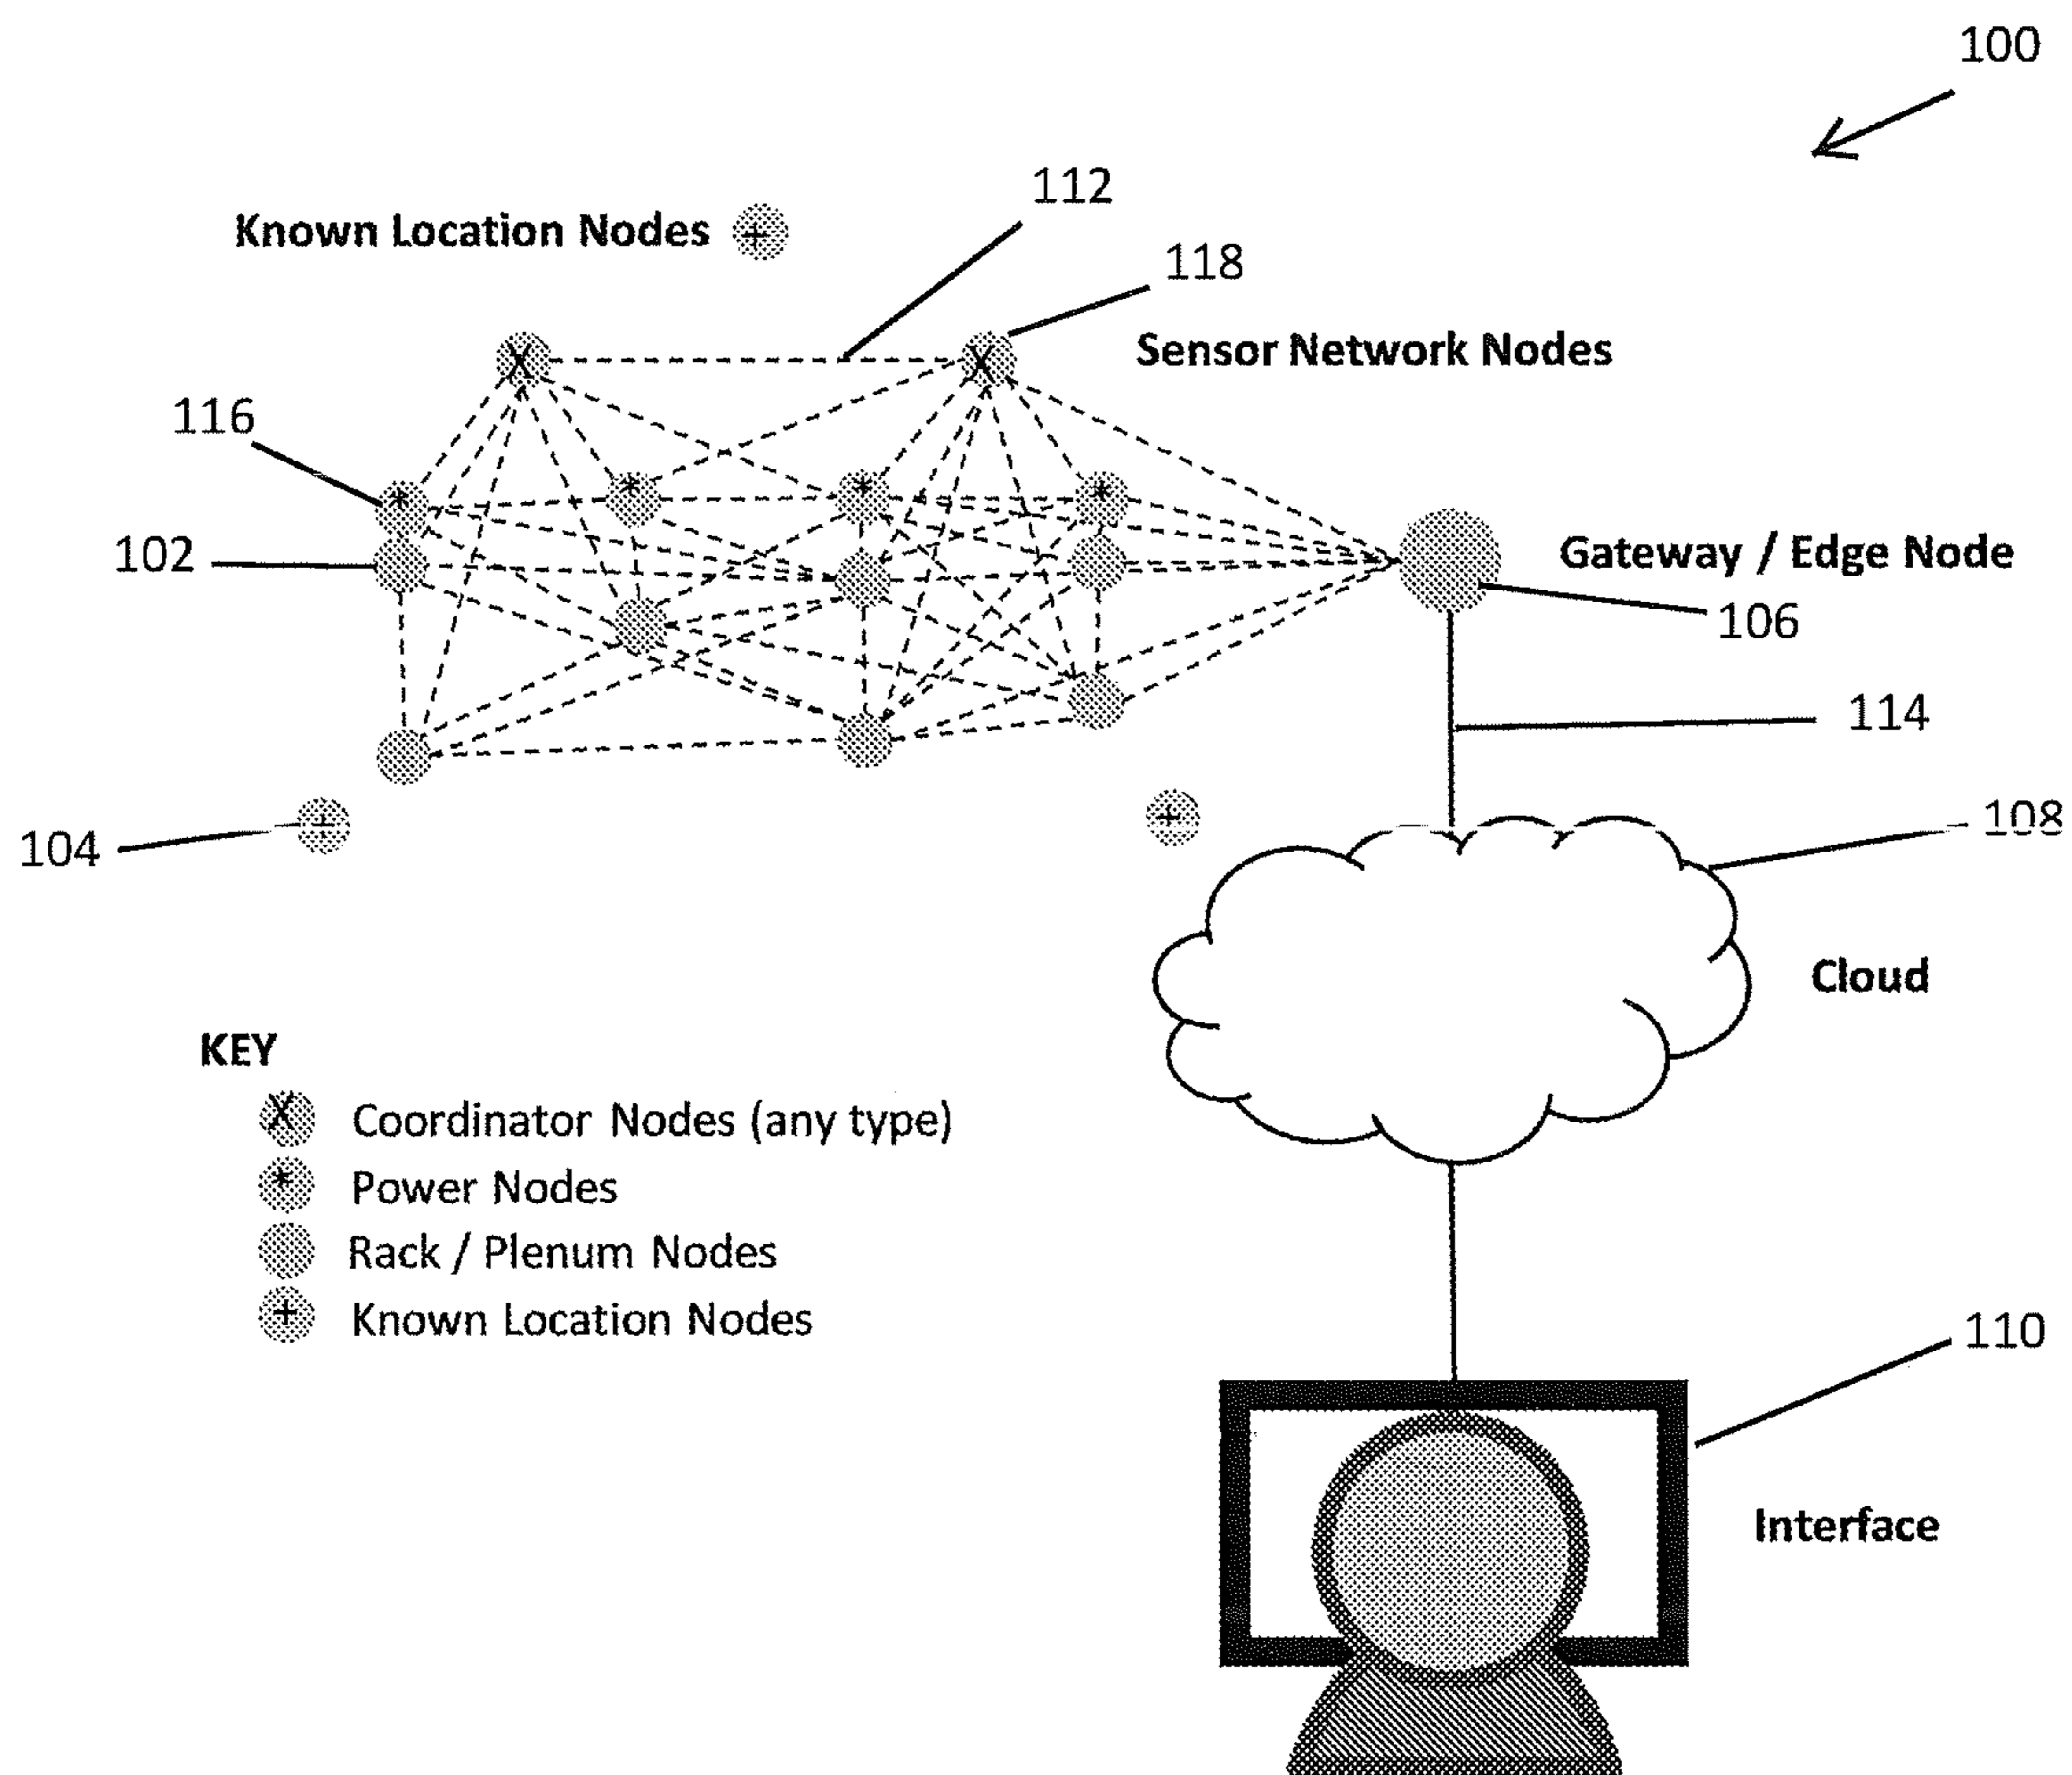 100
112
Known Location Nodes +
118
X X Sensor Network Nodes
116
* * * *
102
Gateway / Edge Node
106
114
104 + +
108
Cloud
KEY
X Coordinator Nodes (any type)
* Power Nodes
Rack / Plenum Nodes
+ Known Location Nodes
110
Interface